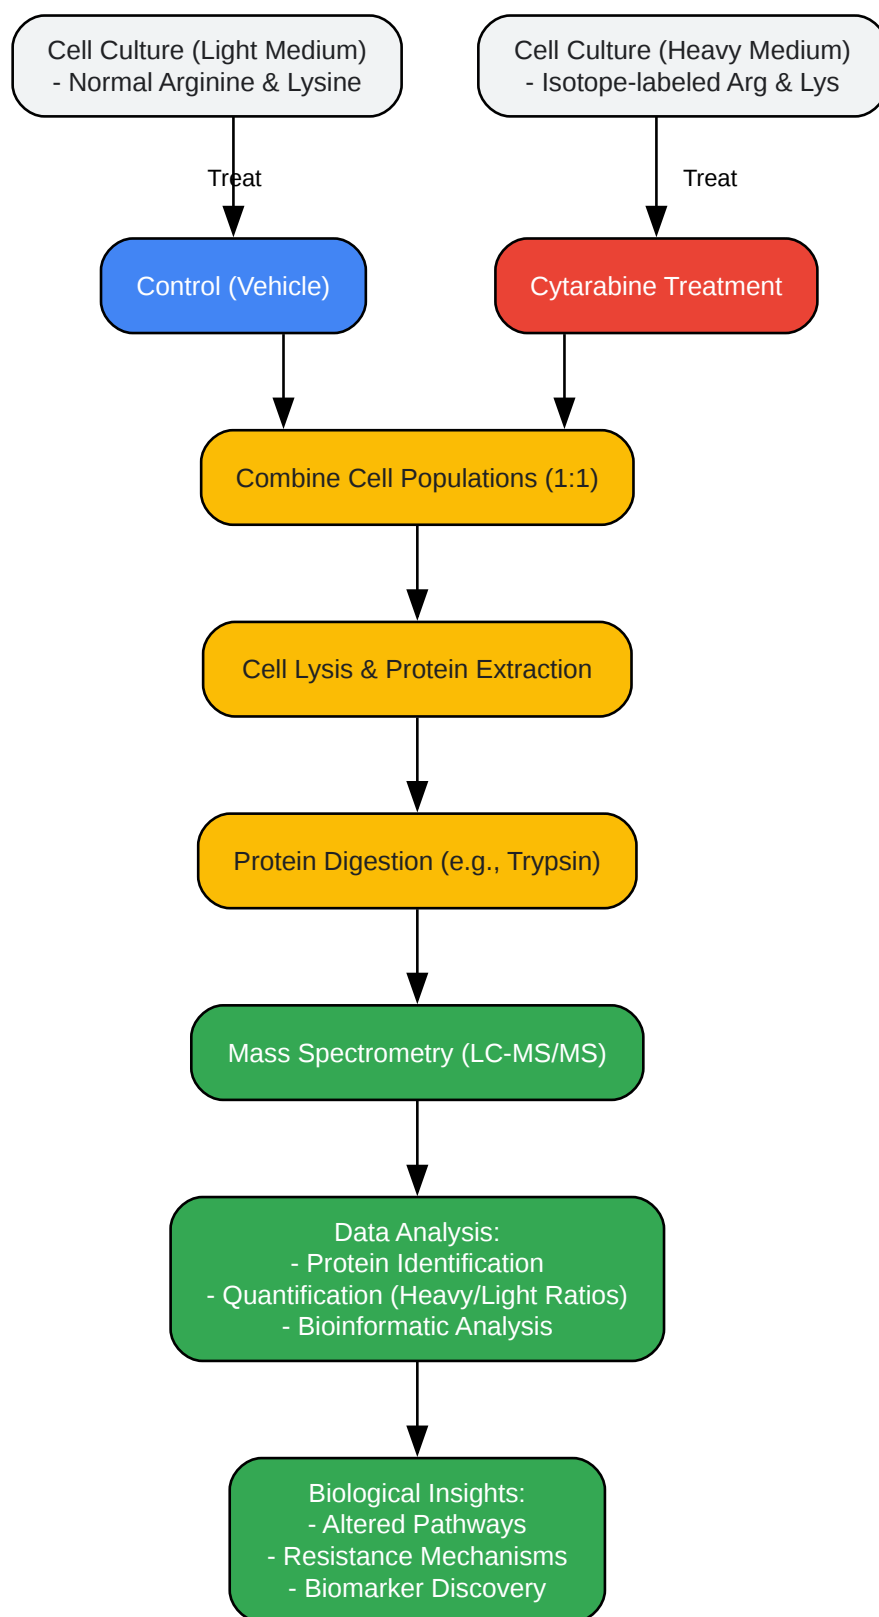 Cell Culture (Light Medium)
- Normal Arginine & Lysine
Cell Culture (Heavy Medium)
- Isotope-labeled Arg & Lys
Treat
Treat
Control (Vehicle)
Cytarabine Treatment
Combine Cell Populations (1:1)
Cell Lysis & Protein Extraction
Protein Digestion (e.g., Trypsin)
Mass Spectrometry (LC-MS/MS)
Data Analysis:
- Protein Identification
- Quantification (Heavy/Light Ratios)
- Bioinformatic Analysis
Biological Insights:
- Altered Pathways
- Resistance Mechanisms
- Biomarker Discovery